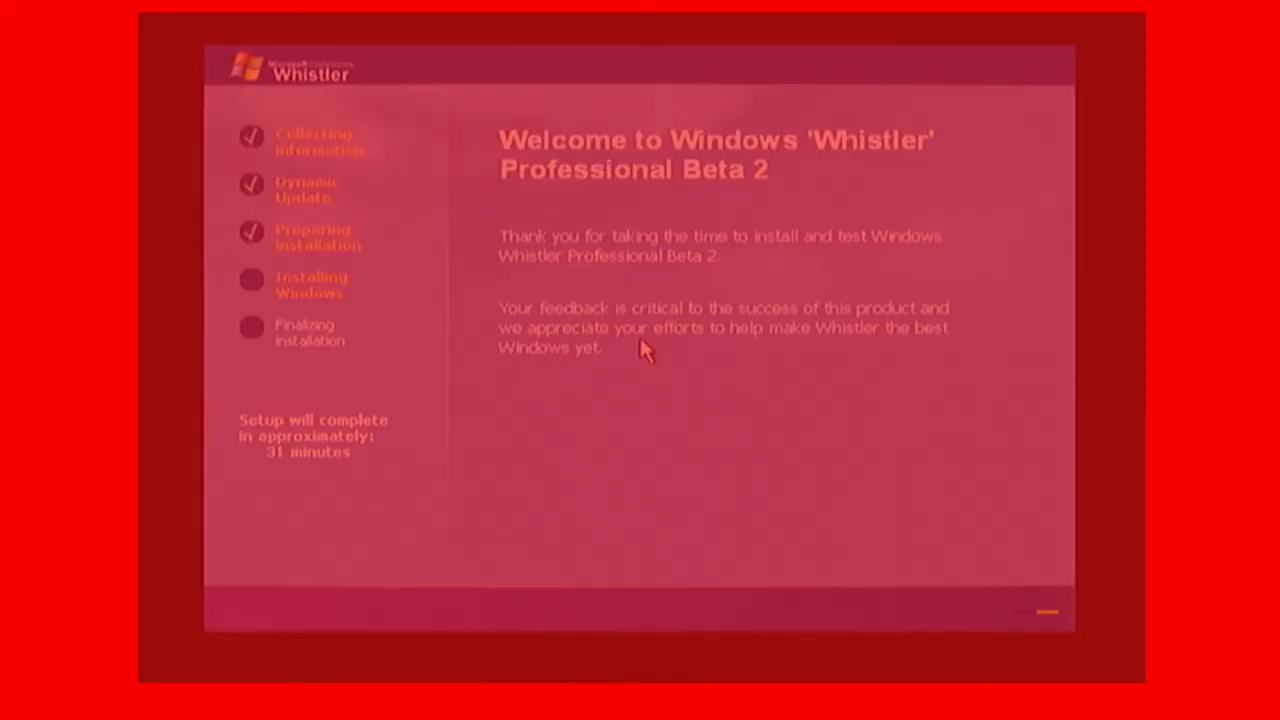 Microsoft Codename
Whistler
Collecting
information
Dynamic
Update
Preparing
installation
Installing
Windows
Finalizing
installation
Setup will complete
in approximately:
31 minutes
Welcome to Windows 'Whistler'
Professional Beta 2
Thank you for taking the time to install and test Windows
Whistler Professional Beta 2.
Your feedback is critical to the success of this product and
we appreciate your efforts to help make Whistler the best
Windows yet.